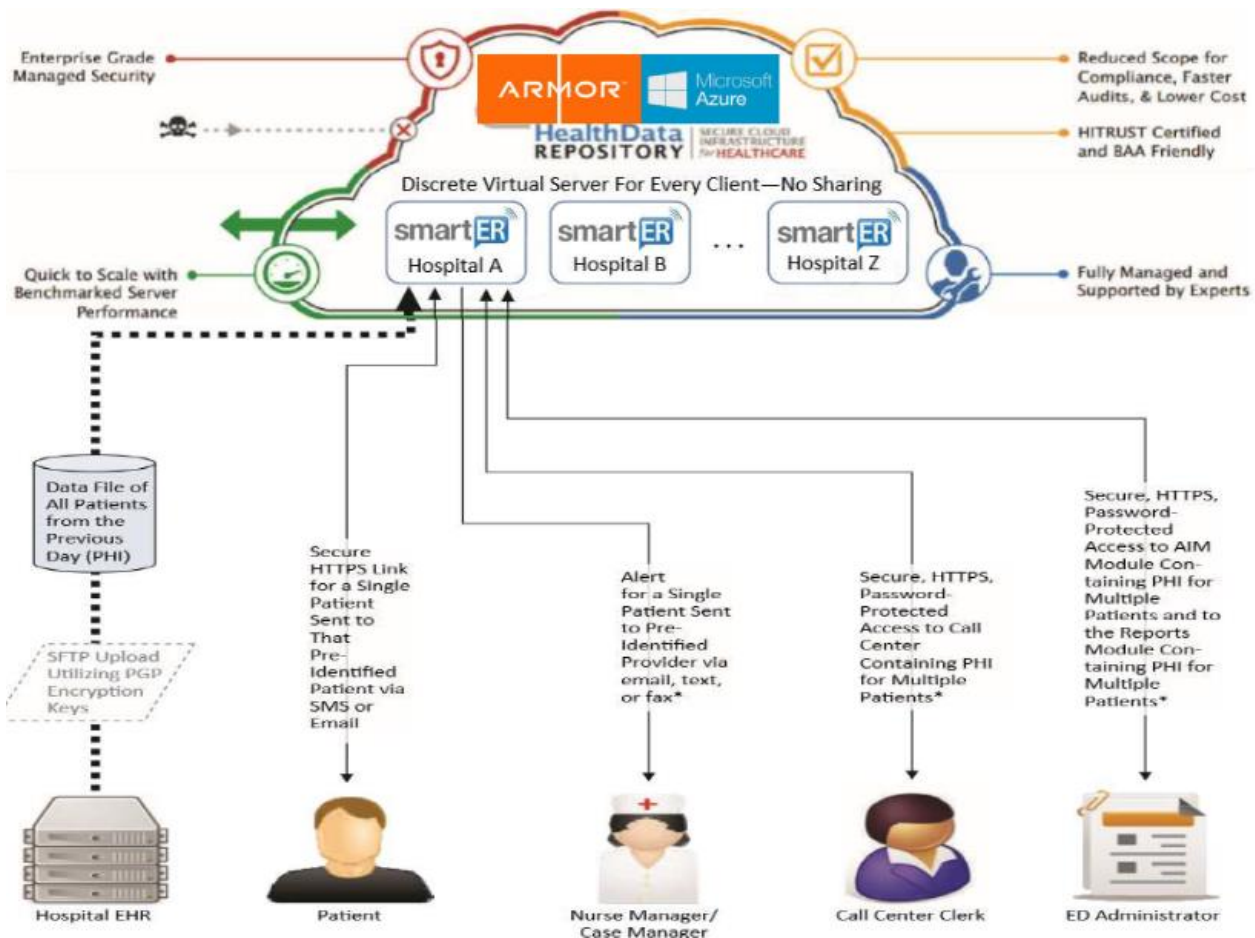 Enterprise Grade
Managed Security
ARMOR™
Microsoft
Azure
Reduced Scope for
Compliance, Faster
Audits, & Lower Cost
HealthData
REPOSITORY
SECURE CLOUD
INFRASTRUCTURE
for HEALTHCARE
HITRUST Certified
and BAA Friendly
Discrete Virtual Server For Every Client—No Sharing
smartER
Hospital A
smartER
Hospital B
...
smartER
Hospital Z
Quick to Scale with
Benchmarked Server
Performance
Fully Managed and
Supported by Experts
Data File of
All Patients
from the
Previous
Day (PHI)
SFTP Upload
Utilizing PGP
Encryption
Keys
Secure
HTTPS Link
for a Single
Patient
Sent to
That
Pre-
Identified
Patient via
SMS or
Email
Alert
for a Single
Patient Sent
to Pre-
Identified
Provider via
email, text,
or fax*
Secure, HTTPS,
Password-
Protected
Access to Call
Center
Containing PHI
for Multiple
Patients*
Secure, HTTPS,
Password-
Protected
Access to AIM
Module Con-
taining PHI for
Multiple
Patients and to
the Reports
Module Con-
taining PHI for
Multiple
Patients*
Hospital EHR
Patient
Nurse Manager/
Case Manager
Call Center Clerk
ED Administrator